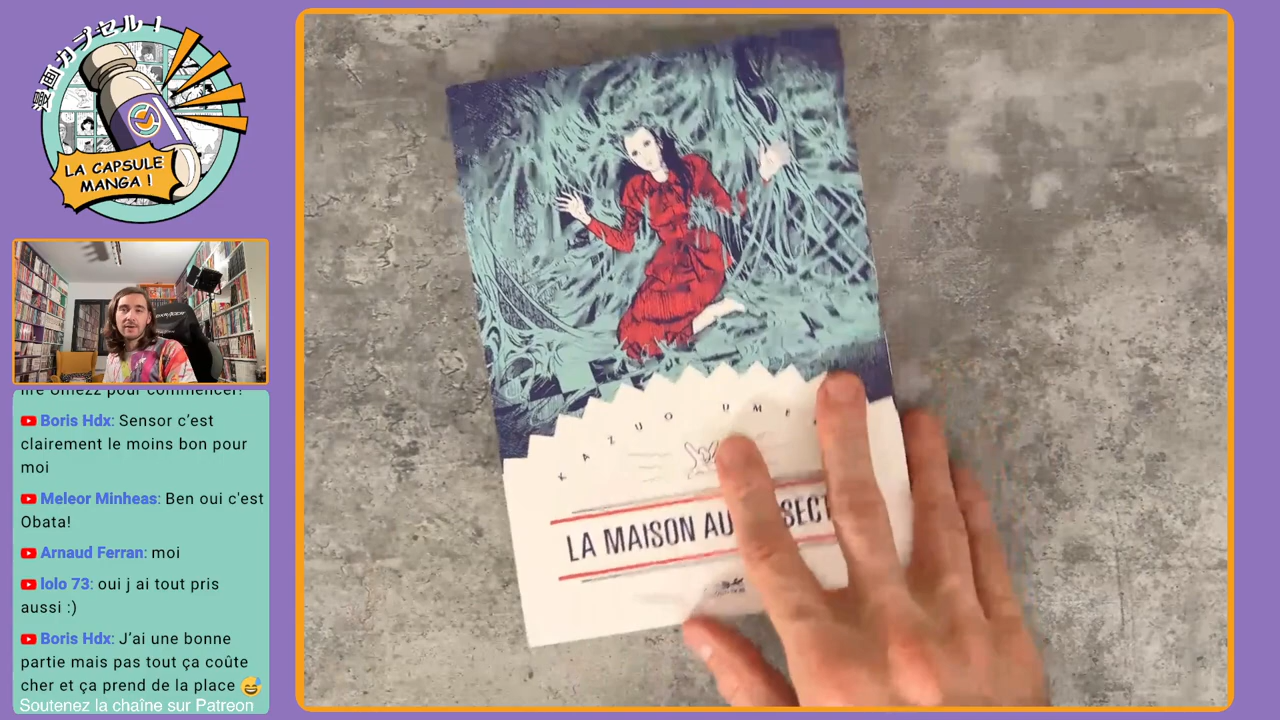 漫画カプセル!
LA CAPSULE
MANGA !
lire Umezz pour commencer!
Boris Hdx: Sensor c’est
clairement le moins bon pour
moi
Meleor Minheas: Ben oui c'est
Obata!
Arnaud Ferran: moi
lolo 73: oui j ai tout pris
aussi :)
Boris Hdx: J’ai une bonne
partie mais pas tout ça coûte
cher et ça prend de la place 😅
Soutenez la chaîne sur Patreon
KAZUO UME
LA MAISON AU